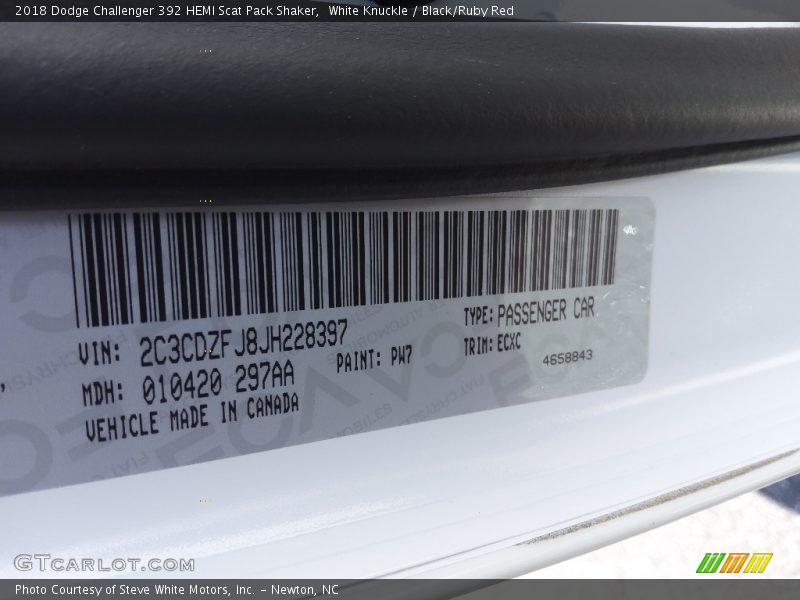 2018 Dodge Challenger 392 HEMI Scat Pack Shaker, White Knuckle / Black/Ruby Red
VIN: 2C3CDZFJ8JH228397
TYPE: PASSENGER CAR
MDH: 010420 297AA
PAINT: PW7
TRIM: ECXC
4658843
VEHICLE MADE IN CANADA
GTCARLOT.COM
Photo Courtesy of Steve White Motors, Inc. – Newton, NC